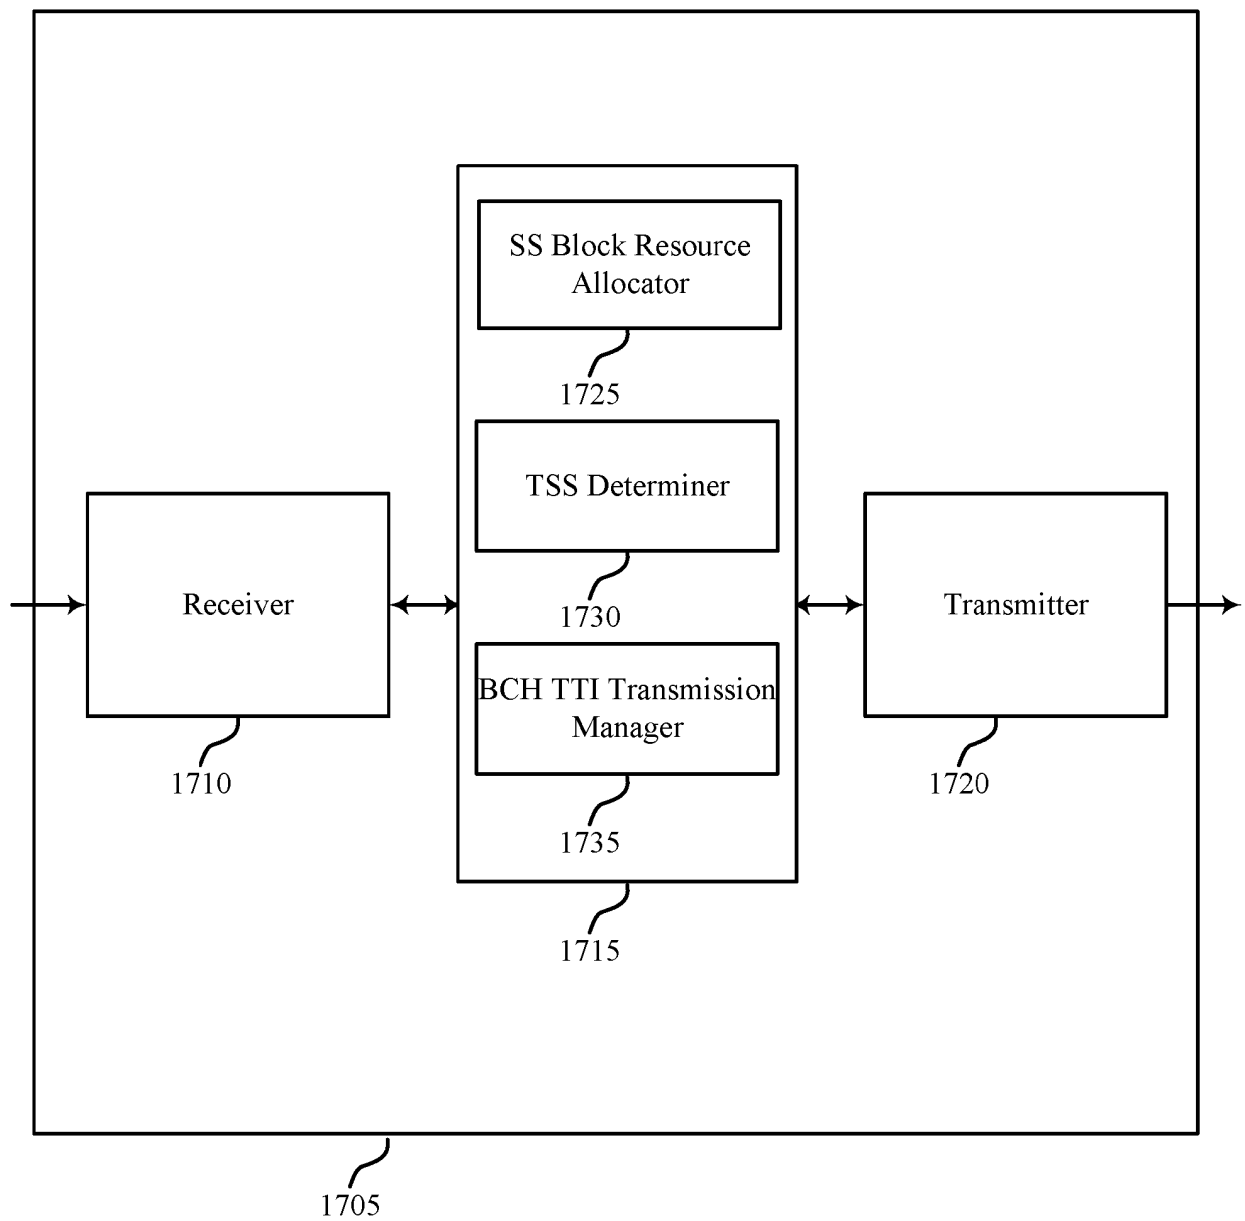 SS Block Resource
Allocator
1725
TSS Determiner
1730
Receiver
1710
BCH TTI Transmission
Manager
1735
Transmitter
1720
1715
1705